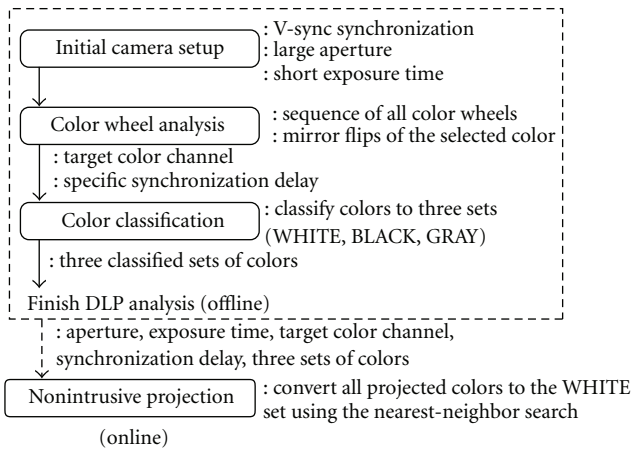 Initial camera setup
: V-sync synchronization
: large aperture
: short exposure time
Color wheel analysis
: sequence of all color wheels
: mirror flips of the selected color
: target color channel
: specific synchronization delay
Color classification
: classify colors to three sets
(WHITE, BLACK, GRAY)
: three classified sets of colors
Finish DLP analysis (offline)
: aperture, exposure time, target color channel,
synchronization delay, three sets of colors
Nonintrusive projection
: convert all projected colors to the WHITE
set using the nearest-neighbor search
(online)